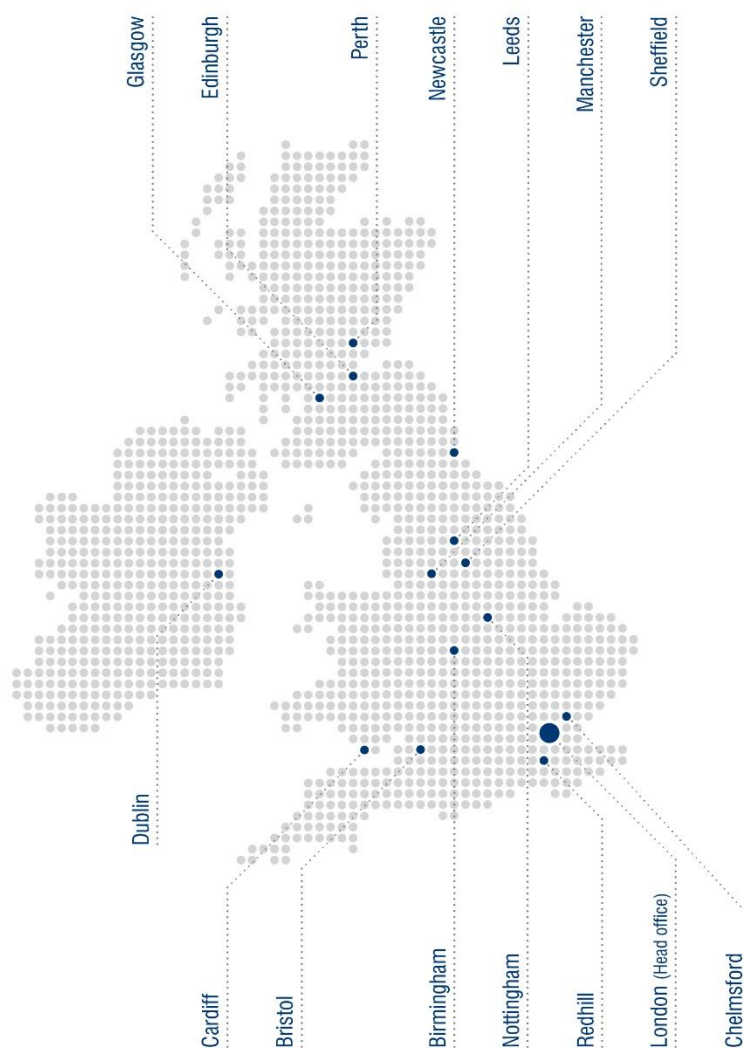 Glasgow
Edinburgh
Perth
Newcastle
Leeds
Manchester
Sheffield
Dublin
Cardiff
Bristol
Birmingham
Nottingham
Redhill
London (Head office)
Chelmsford